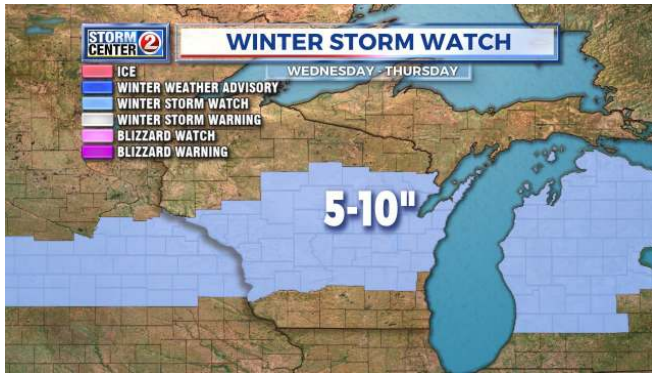 STORM
CENTER 2
WINTER STORM WATCH
WEDNESDAY - THURSDAY
ICE
WINTER WEATHER ADVISORY
WINTER STORM WATCH
WINTER STORM WARNING
BLIZZARD WATCH
BLIZZARD WARNING
5-10"